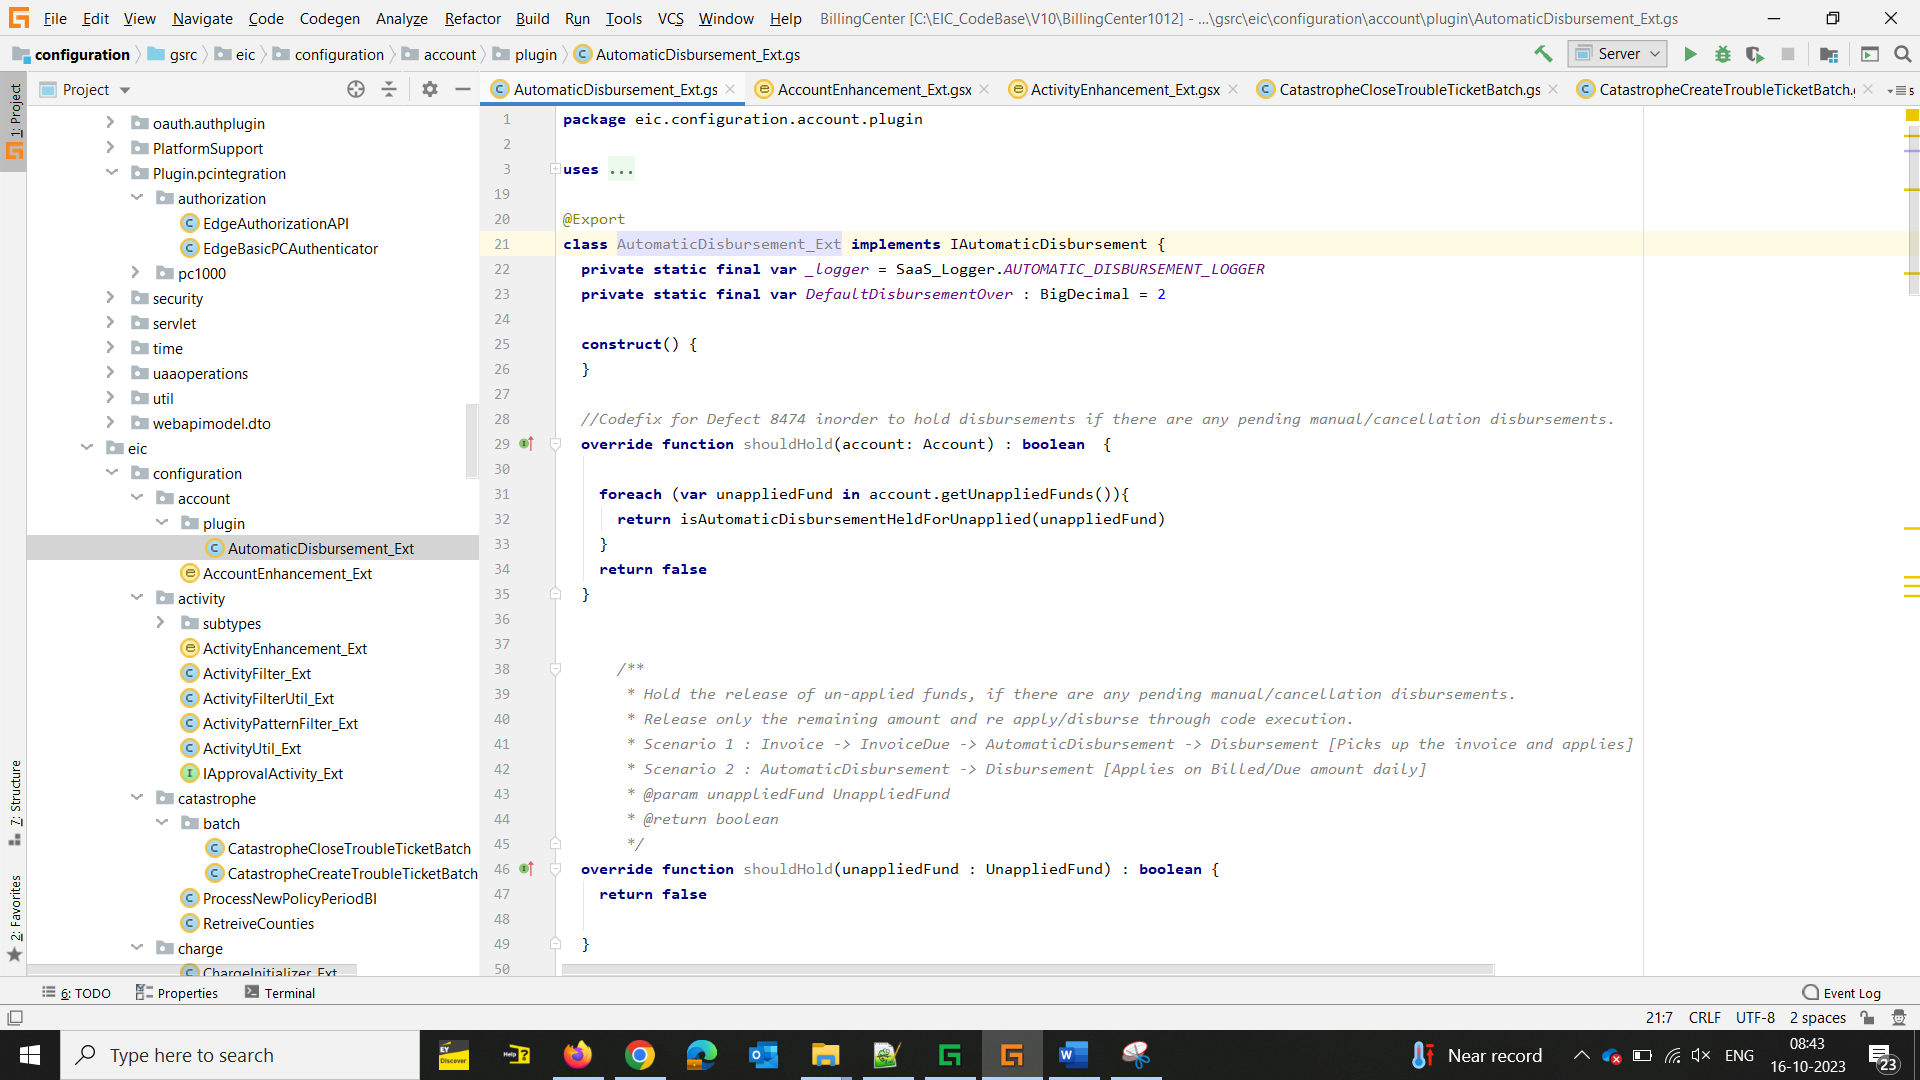 File Edit View Navigate Code Codegen Analyze Refactor Build Run Tools VCS Window Help BillingCenter [C:\EIC_CodeBase\V10\BillingCenter1012] - ...\gsrc\eic\configuration\account\plugin\AutomaticDisbursement_Ext.gs
configuration gsrc eic configuration account plugin AutomaticDisbursement_Ext.gs Server
Project
AutomaticDisbursement_Ext.gs AccountEnhancement_Ext.gsx ActivityEnhancement_Ext.gsx CatastropheCloseTroubleTicketBatch.gs CatastropheCreateTroubleTicketBatch. 5
1: Project
7: Structure
2: Favorites
oauth.authplugin
PlatformSupport
Plugin.pcintegration
authorization
EdgeAuthorizationAPI
EdgeBasicPCAuthenticator
pc1000
security
servlet
time
uaaoperations
util
webapimodel.dto
eic
configuration
account
plugin
AutomaticDisbursement_Ext
AccountEnhancement_Ext
activity
subtypes
ActivityEnhancement_Ext
ActivityFilter_Ext
ActivityFilterUtil_Ext
ActivityPatternFilter_Ext
ActivityUtil_Ext
IApprovalActivity_Ext
catastrophe
batch
CatastropheCloseTroubleTicketBatch
CatastropheCreateTroubleTicketBatch
ProcessNewPolicyPeriodBI
RetreiveCounties
charge
ChargeInitializer_Ext
1 package eic.configuration.account.plugin
2
3 uses ...
19
20 @Export
21 class AutomaticDisbursement_Ext implements IAutomaticDisbursement {
22 private static final var _logger = SaaS_Logger.AUTOMATIC_DISBURSEMENT_LOGGER
23 private static final var DefaultDisbursementOver : BigDecimal = 2
24
25 construct() {
26 }
27
28 //Codefix for Defect 8474 inorder to hold disbursements if there are any pending manual/cancellation disbursements.
29 override function shouldHold(account: Account) : boolean {
30
31 foreach (var unappliedFund in account.getUnappliedFunds()){
32 return isAutomaticDisbursementHeldForUnapplied(unappliedFund)
33 }
34 return false
35 }
36
37
38 /**
39 * Hold the release of un-applied funds, if there are any pending manual/cancellation disbursements.
40 * Release only the remaining amount and re apply/disburse through code execution.
41 * Scenario 1 : Invoice -> InvoiceDue -> AutomaticDisbursement -> Disbursement [Picks up the invoice and applies]
42 * Scenario 2 : AutomaticDisbursement -> Disbursement [Applies on Billed/Due amount daily]
43 * @param unappliedFund UnappliedFund
44 * @return boolean
45 */
46 override function shouldHold(unappliedFund : UnappliedFund) : boolean {
47 return false
48
49 }
50
6: TODO Properties Terminal Event Log
21:7 CRLF UTF-8 2 spaces
Type here to search EY Discover Help ? Near record ENG 08:43
16-10-2023 23